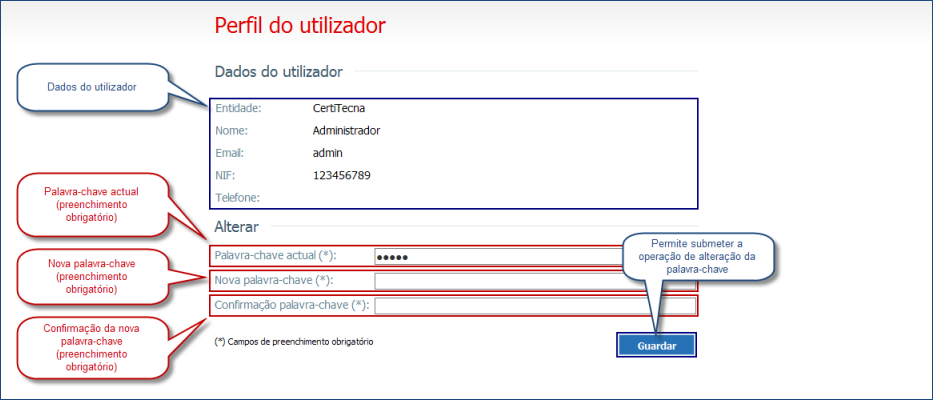 Perfil do utilizador
Dados do utilizador
Dados do utilizador
Entidade: CertiTecna
Nome: Administrador
Email: admin
NIF: 123456789
Telefone:
Palavra-chave actual
(preenchimento
obrigatório)
Alterar
Palavra-chave actual (*): •••••
Permite submeter a
operação de alteração da
palavra-chave
Nova palavra-chave
(preenchimento
obrigatório)
Nova palavra-chave (*):
Confirmação palavra-chave (*):
Confirmação da nova
palavra-chave
(preenchimento
obrigatório)
(*) Campos de preenchimento obrigatório
Guardar